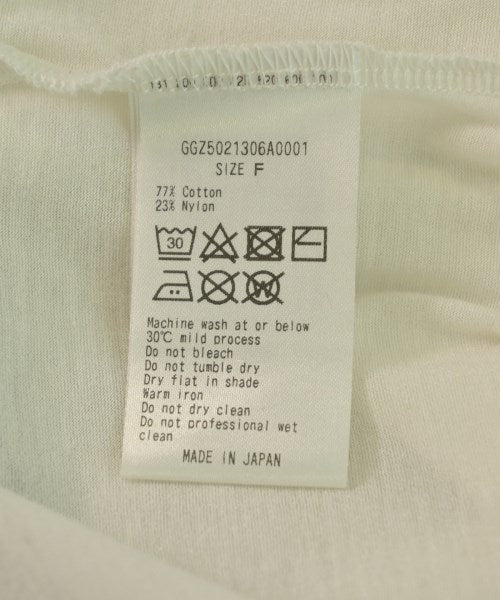 GGZ5021306A0001
SIZE F
77% Cotton
23% Nylon
30
W
Machine wash at or below
30℃ mild process
Do not bleach
Do not tumble dry
Dry flat in shade
Warm iron
Do not dry clean
Do not professional wet
clean
MADE IN JAPAN